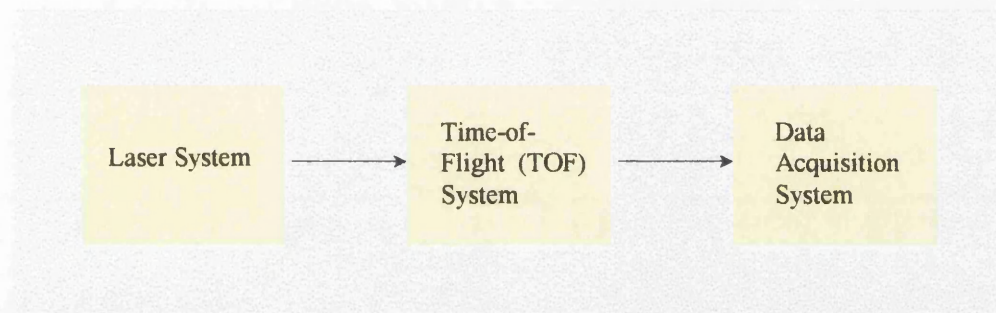 Laser System
Time-of-
Flight (TOF)
System
Data
Acquisition
System